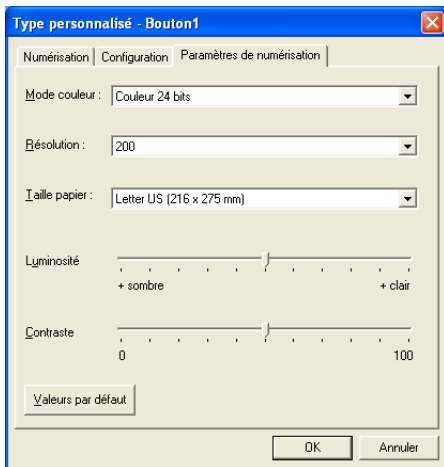 Type personnalisé - Bouton1
Numérisation Configuration Paramètres de numérisation
Mode couleur : Couleur 24 bits
Résolution : 200
Taille papier : Letter US (216 x 275 mm)
Luminosité
+ sombre + clair
Contraste
0 100
Valeurs par défaut
OK Annuler